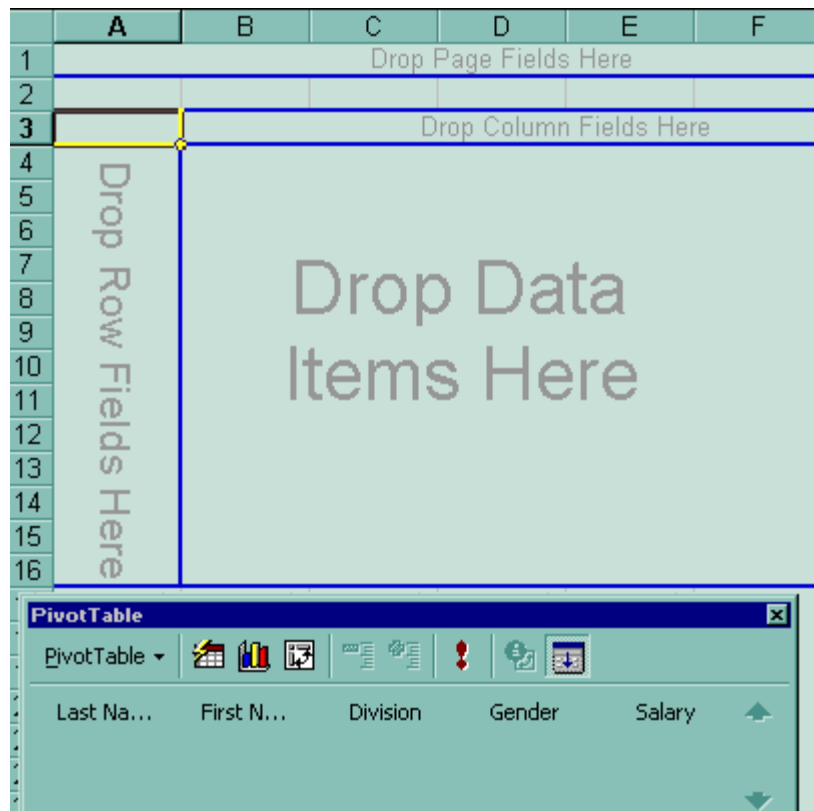 A B C D E F
1 Drop Page Fields Here
2
3 Drop Column Fields Here
4
5
6
7
8
9
10
11
12
13
14
15
16
Drop Row Fields Here
Drop Data
Items Here
PivotTable
PivotTable
Last Na... First N... Division Gender Salary